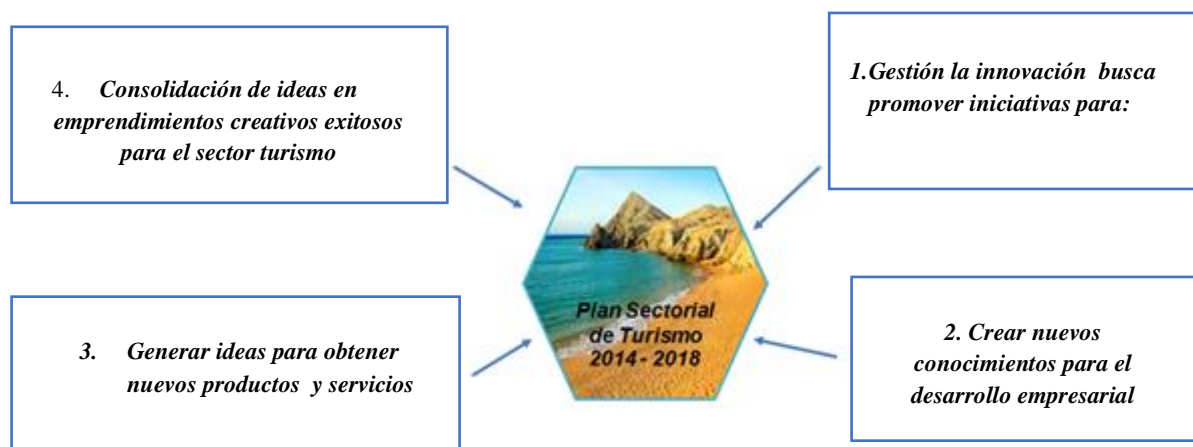 1.Gestión la innovación busca
promover iniciativas para:
2. Crear nuevos
conocimientos para el
desarrollo empresarial
3. Generar ideas para obtener
nuevos productos y servicios
4. Consolidación de ideas en
emprendimientos creativos exitosos
para el sector turismo
Plan Sectorial
de Turismo
2014 - 2018